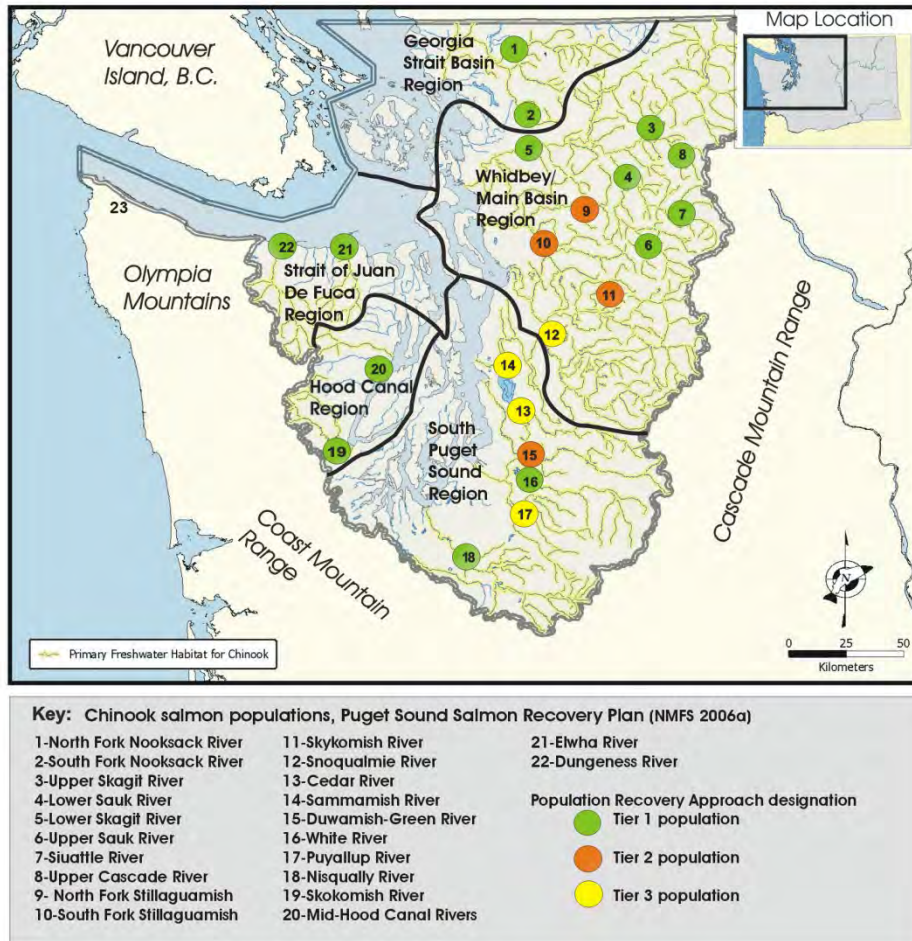 Map Location
Vancouver
Island, B.C.
Georgia
Strait Basin
Region
1
2
3
5
8
4
Whidbey/
Main Basin
Region
9
7
10
6
11
23
22
21
Olympia
Mountains
Strait of Juan
De Fuca
Region
12
14
20
Hood Canal
Region
13
South
Puget
Sound
Region
19
15
16
17
18
Cascade Mountain Range
Coast Mountain
Range
N
Primary Freshwater Habitat for Chinook
0 25 50
Kilometers
Key: Chinook salmon populations, Puget Sound Salmon Recovery Plan (NMFS 2006a)
1-North Fork Nooksack River
2-South Fork Nooksack River
3-Upper Skagit River
4-Lower Sauk River
5-Lower Skagit River
6-Upper Sauk River
7-Siuattle River
8-Upper Cascade River
9- North Fork Stillaguamish
10-South Fork Stillaguamish
11-Skykomish River
12-Snoqualmie River
13-Cedar River
14-Sammamish River
15-Duwamish-Green River
16-White River
17-Puyallup River
18-Nisqually River
19-Skokomish River
20-Mid-Hood Canal Rivers
21-Elwha River
22-Dungeness River
Population Recovery Approach designation
Tier 1 population
Tier 2 population
Tier 3 population